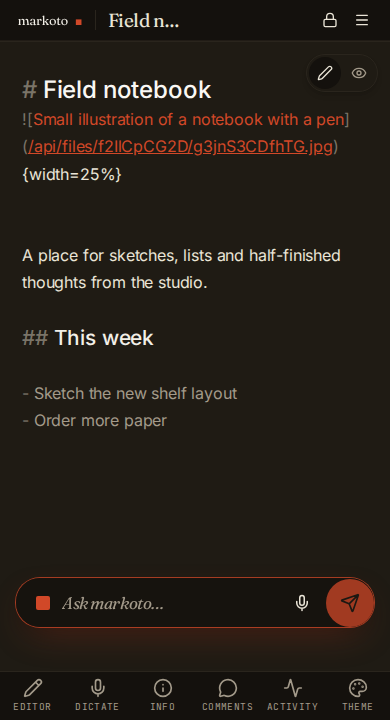 markoto
Field n...
# Field notebook
![Small illustration of a notebook with a pen]
(/api/files/f2IlCpCG2D/g3jnS3CDfhTG.jpg)
{width=25%}
A place for sketches, lists and half-finished
thoughts from the studio.
## This week
- Sketch the new shelf layout
- Order more paper
Ask markoto...
EDITOR DICTATE INFO COMMENTS ACTIVITY THEME